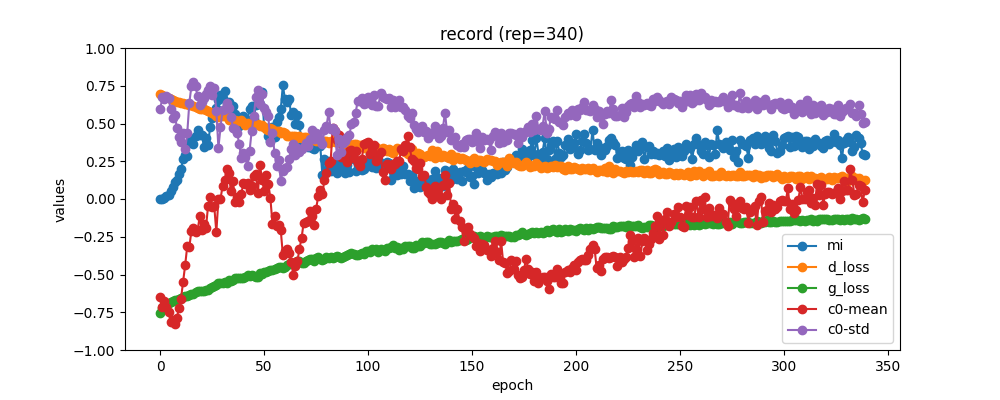 record (rep=340)
1.00
0.75
0.50
0.25
0.00
−0.25
−0.50
−0.75
−1.00
values
0 50 100 150 200 250 300 350
epoch
mi
d_loss
g_loss
c0-mean
c0-std